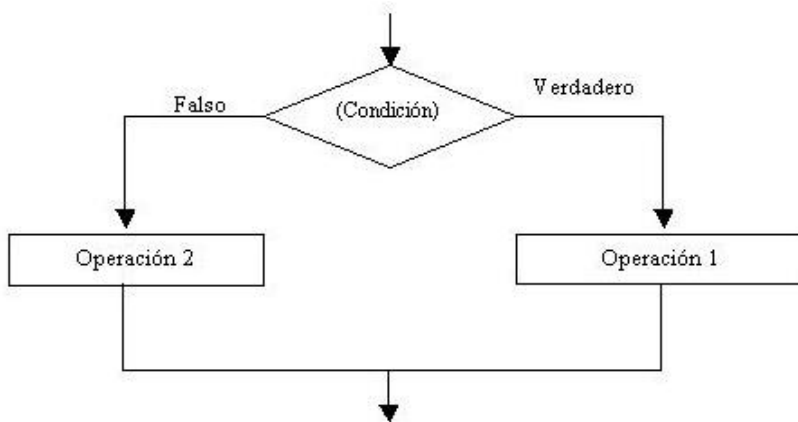 Falso
(Condición)
Verdadero
Operación 2
Operación 1